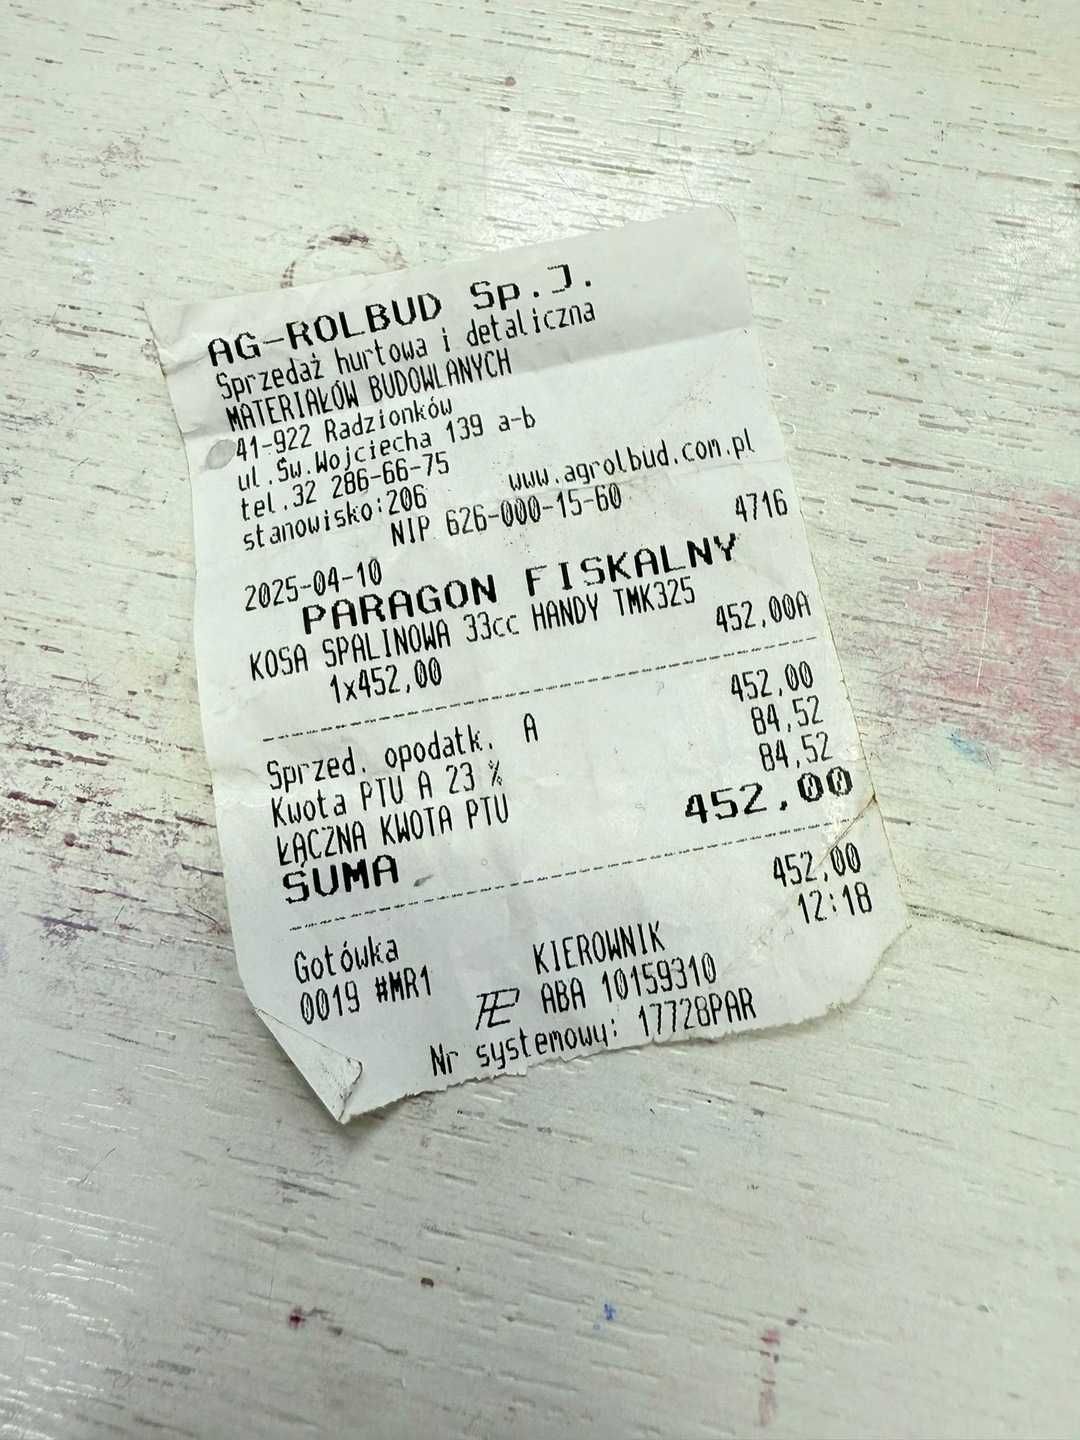 AG-ROLBUD Sp.J.
Sprzedaż hurtowa i detaliczna
MATERIAŁÓW BUDOWLANYCH
41-922 Radzionków
ul.Św.Wojciecha 139 a-b
tel.32 286-66-75
stanowisko:206 www.agrolbud.com.pl
NIP 626-000-15-60
2025-04-10 4716
PARAGON FISKALNY
KOSA SPALINOWA 33cc HANDY TMK325
1x452,00 452,00A
Sprzed. opodatk. A 452,00
Kwota PTU A 23 % 84,52
ŁĄCZNA KWOTA PTU 84,52
SUMA 452,00
Gotówka 452,00
0019 #MR1 KIEROWNIK 12:18
ABA 10159310
Nr systemowy: 17728PAR